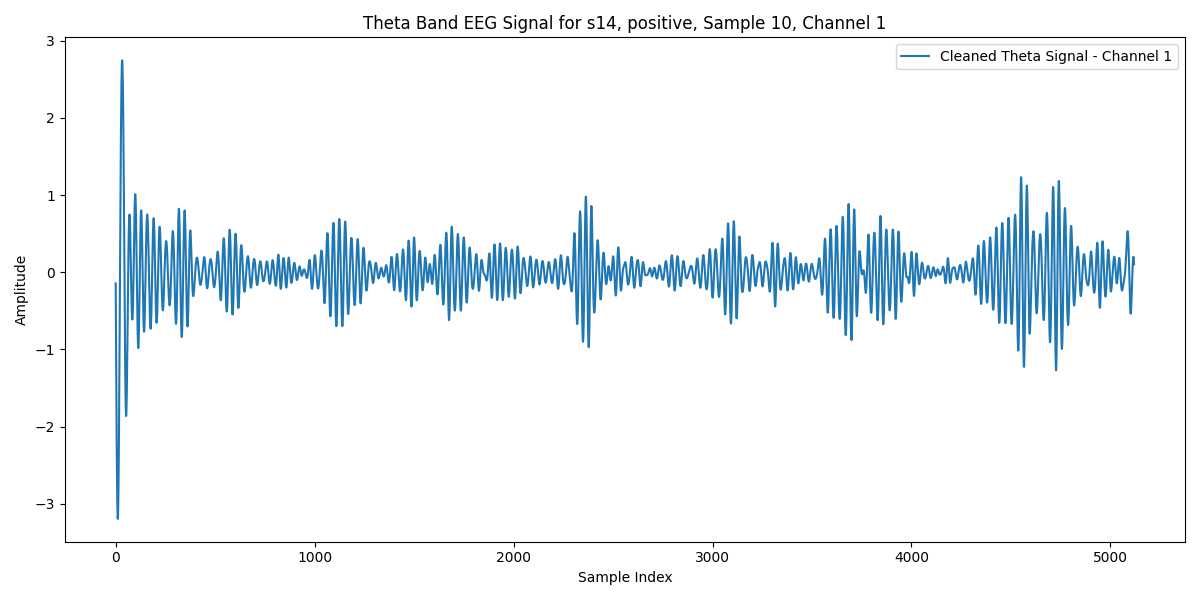 Theta Band EEG Signal for s14, positive, Sample 10, Channel 1
Cleaned Theta Signal - Channel 1
Amplitude
3
2
1
0
−1
−2
−3
0 1000 2000 3000 4000 5000
Sample Index